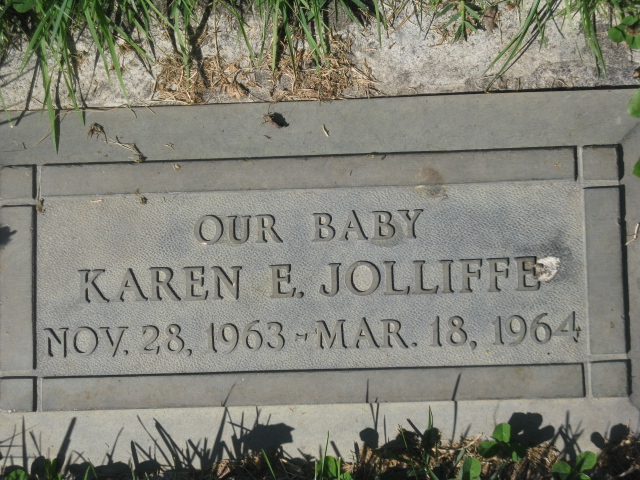 OUR BABY
KAREN E. JOLLIFFE
NOV. 28, 1963 - MAR. 18, 1964